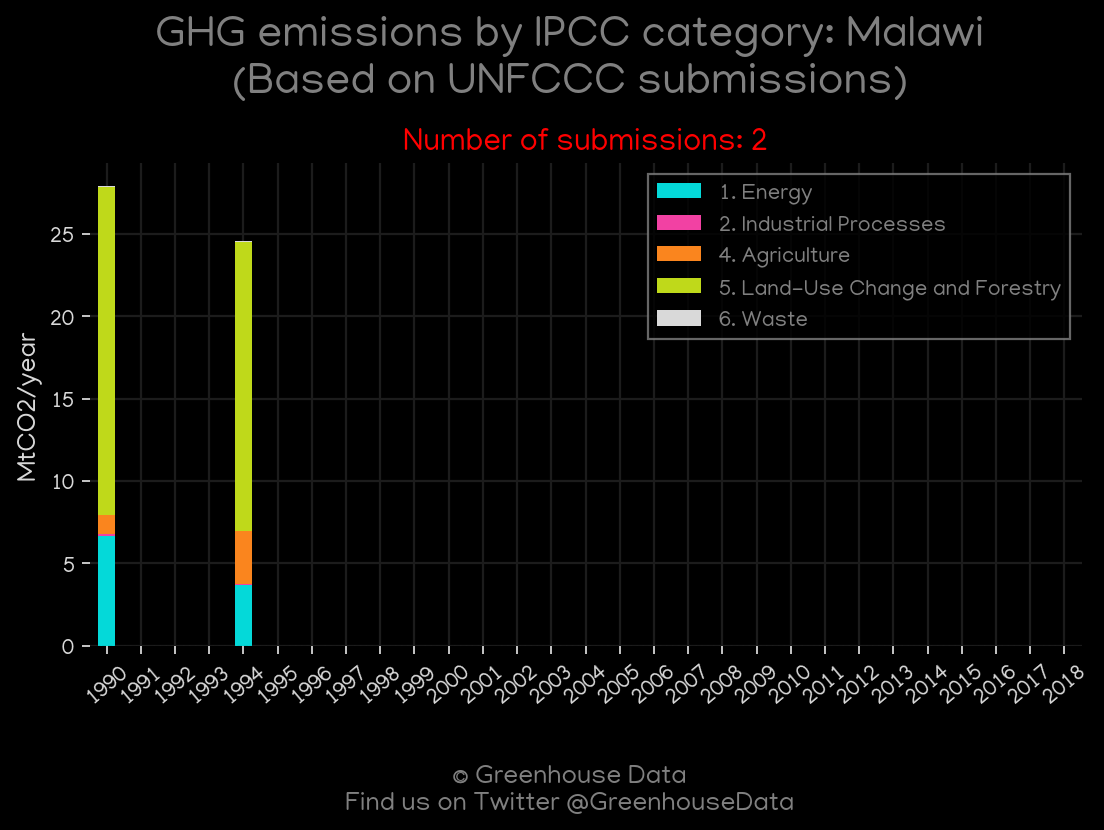 GHG emissions by IPCC category: Malawi
(Based on UNFCCC submissions)
Number of submissions: 2
1. Energy
2. Industrial Processes
4. Agriculture
5. Land-Use Change and Forestry
6. Waste
MtCO2/year
25
20
15
10
5
0
1990 1991 1992 1993 1994 1995 1996 1997 1998 1999 2000 2001 2002 2003 2004 2005 2006 2007 2008 2009 2010 2011 2012 2013 2014 2015 2016 2017 2018
© Greenhouse Data
Find us on Twitter @GreenhouseData